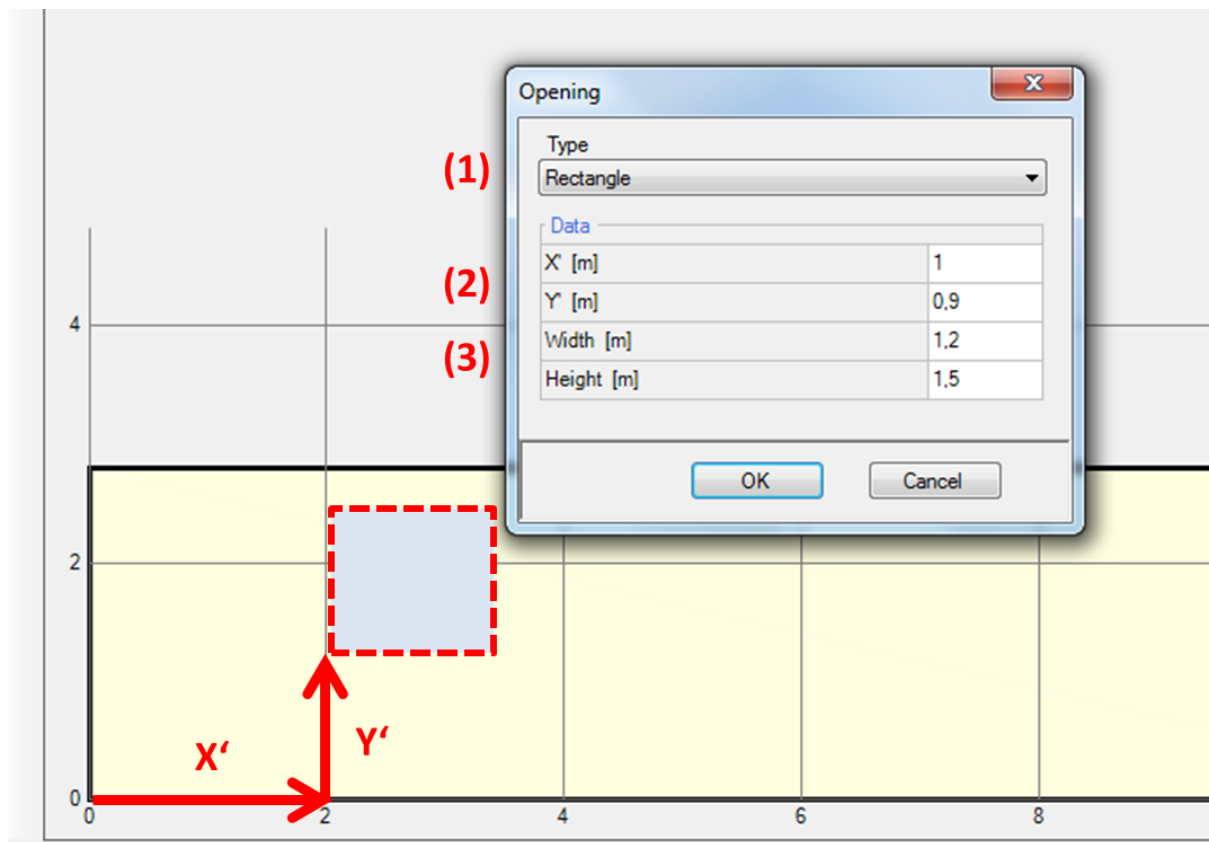 Opening
Type
(1)
Rectangle
Data
X' [m] 1
(2)
Y' [m] 0,9
4
Width [m] 1,2
(3)
Height [m] 1,5
OK Cancel
2
X‘ Y‘
0
0 2 4 6 8